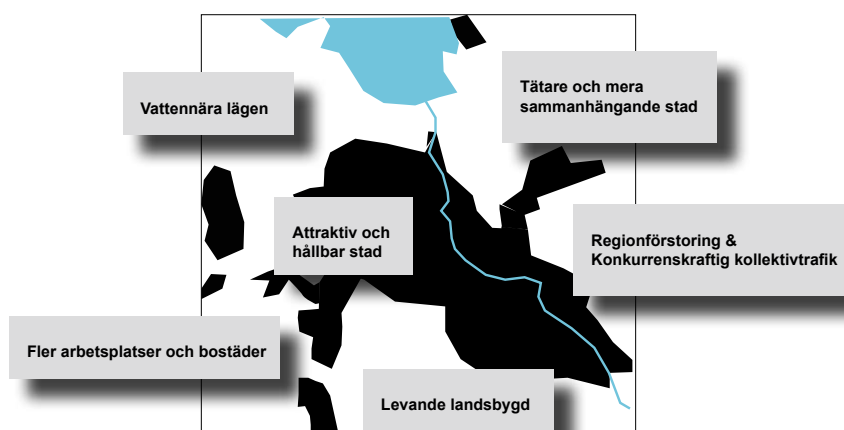 Tätare och mera
sammanhängande stad
Vattennära lägen
Attraktiv och
hållbar stad
Regionförstoring &
Konkurrenskraftig kollektivtrafik
Fler arbetsplatser och bostäder
Levande landsbygd